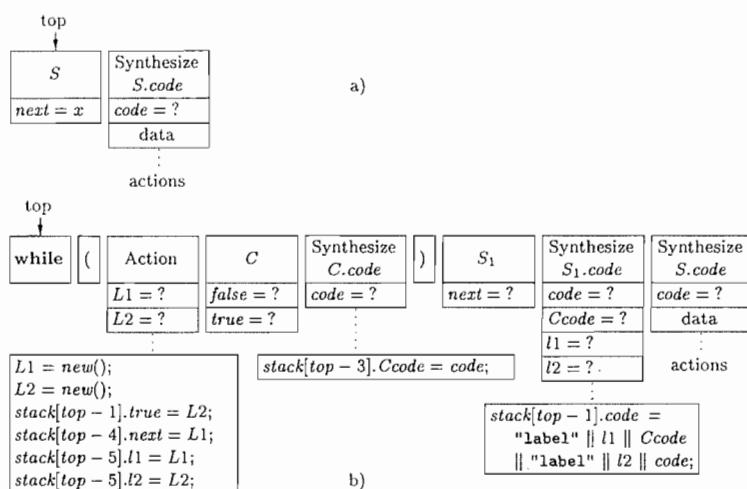 top
S
Synthesize
S.code
a)
next = x
code = ?
data
actions
top
while
(
Action
C
Synthesize
C.code
)
S₁
Synthesize
S₁.code
Synthesize
S.code
L1 = ?
false = ?
code = ?
next = ?
code = ?
code = ?
L2 = ?
true = ?
Ccode = ?
data
l1 = ?
l2 = ?
actions
L1 = new();
L2 = new();
stack[top − 1].true = L2;
stack[top − 4].next = L1;
stack[top − 5].l1 = L1;
stack[top − 5].l2 = L2;
stack[top − 3].Ccode = code;
stack[top − 1].code =
"label" || l1 || Ccode
|| "label" || l2 || code;
b)